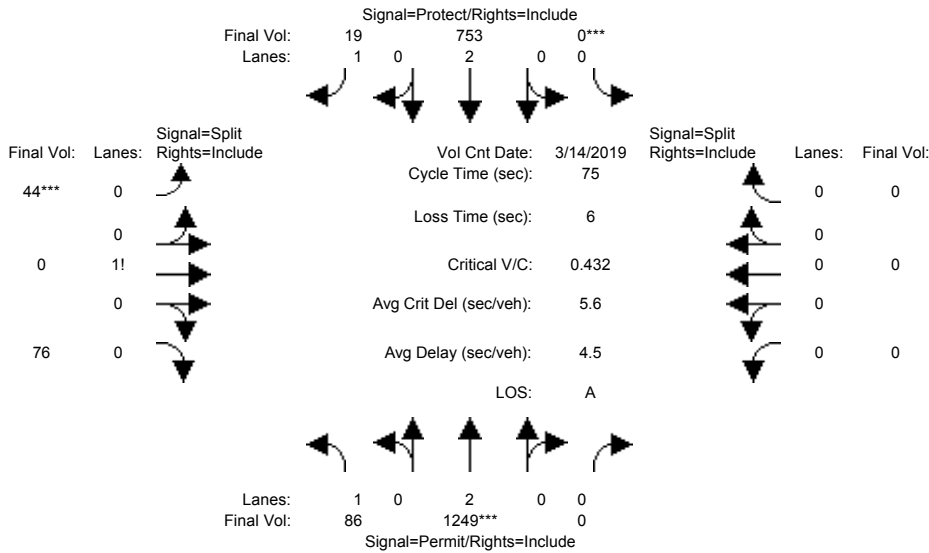 Signal=Protect/Rights=Include
Final Vol: 19 753 0***
Lanes: 1 0 2 0 0
Signal=Split
Final Vol: Lanes: Rights=Include
Vol Cnt Date: 3/14/2019
Signal=Split
Rights=Include Lanes: Final Vol:
Cycle Time (sec): 75
44*** 0
0 0
Loss Time (sec): 6
0
0
0 1!
Critical V/C: 0.432
0 0
0
Avg Crit Del (sec/veh): 5.6
0
76 0
Avg Delay (sec/veh): 4.5
0 0
LOS: A
Lanes: 1 0 2 0 0
Final Vol: 86 1249*** 0
Signal=Permit/Rights=Include